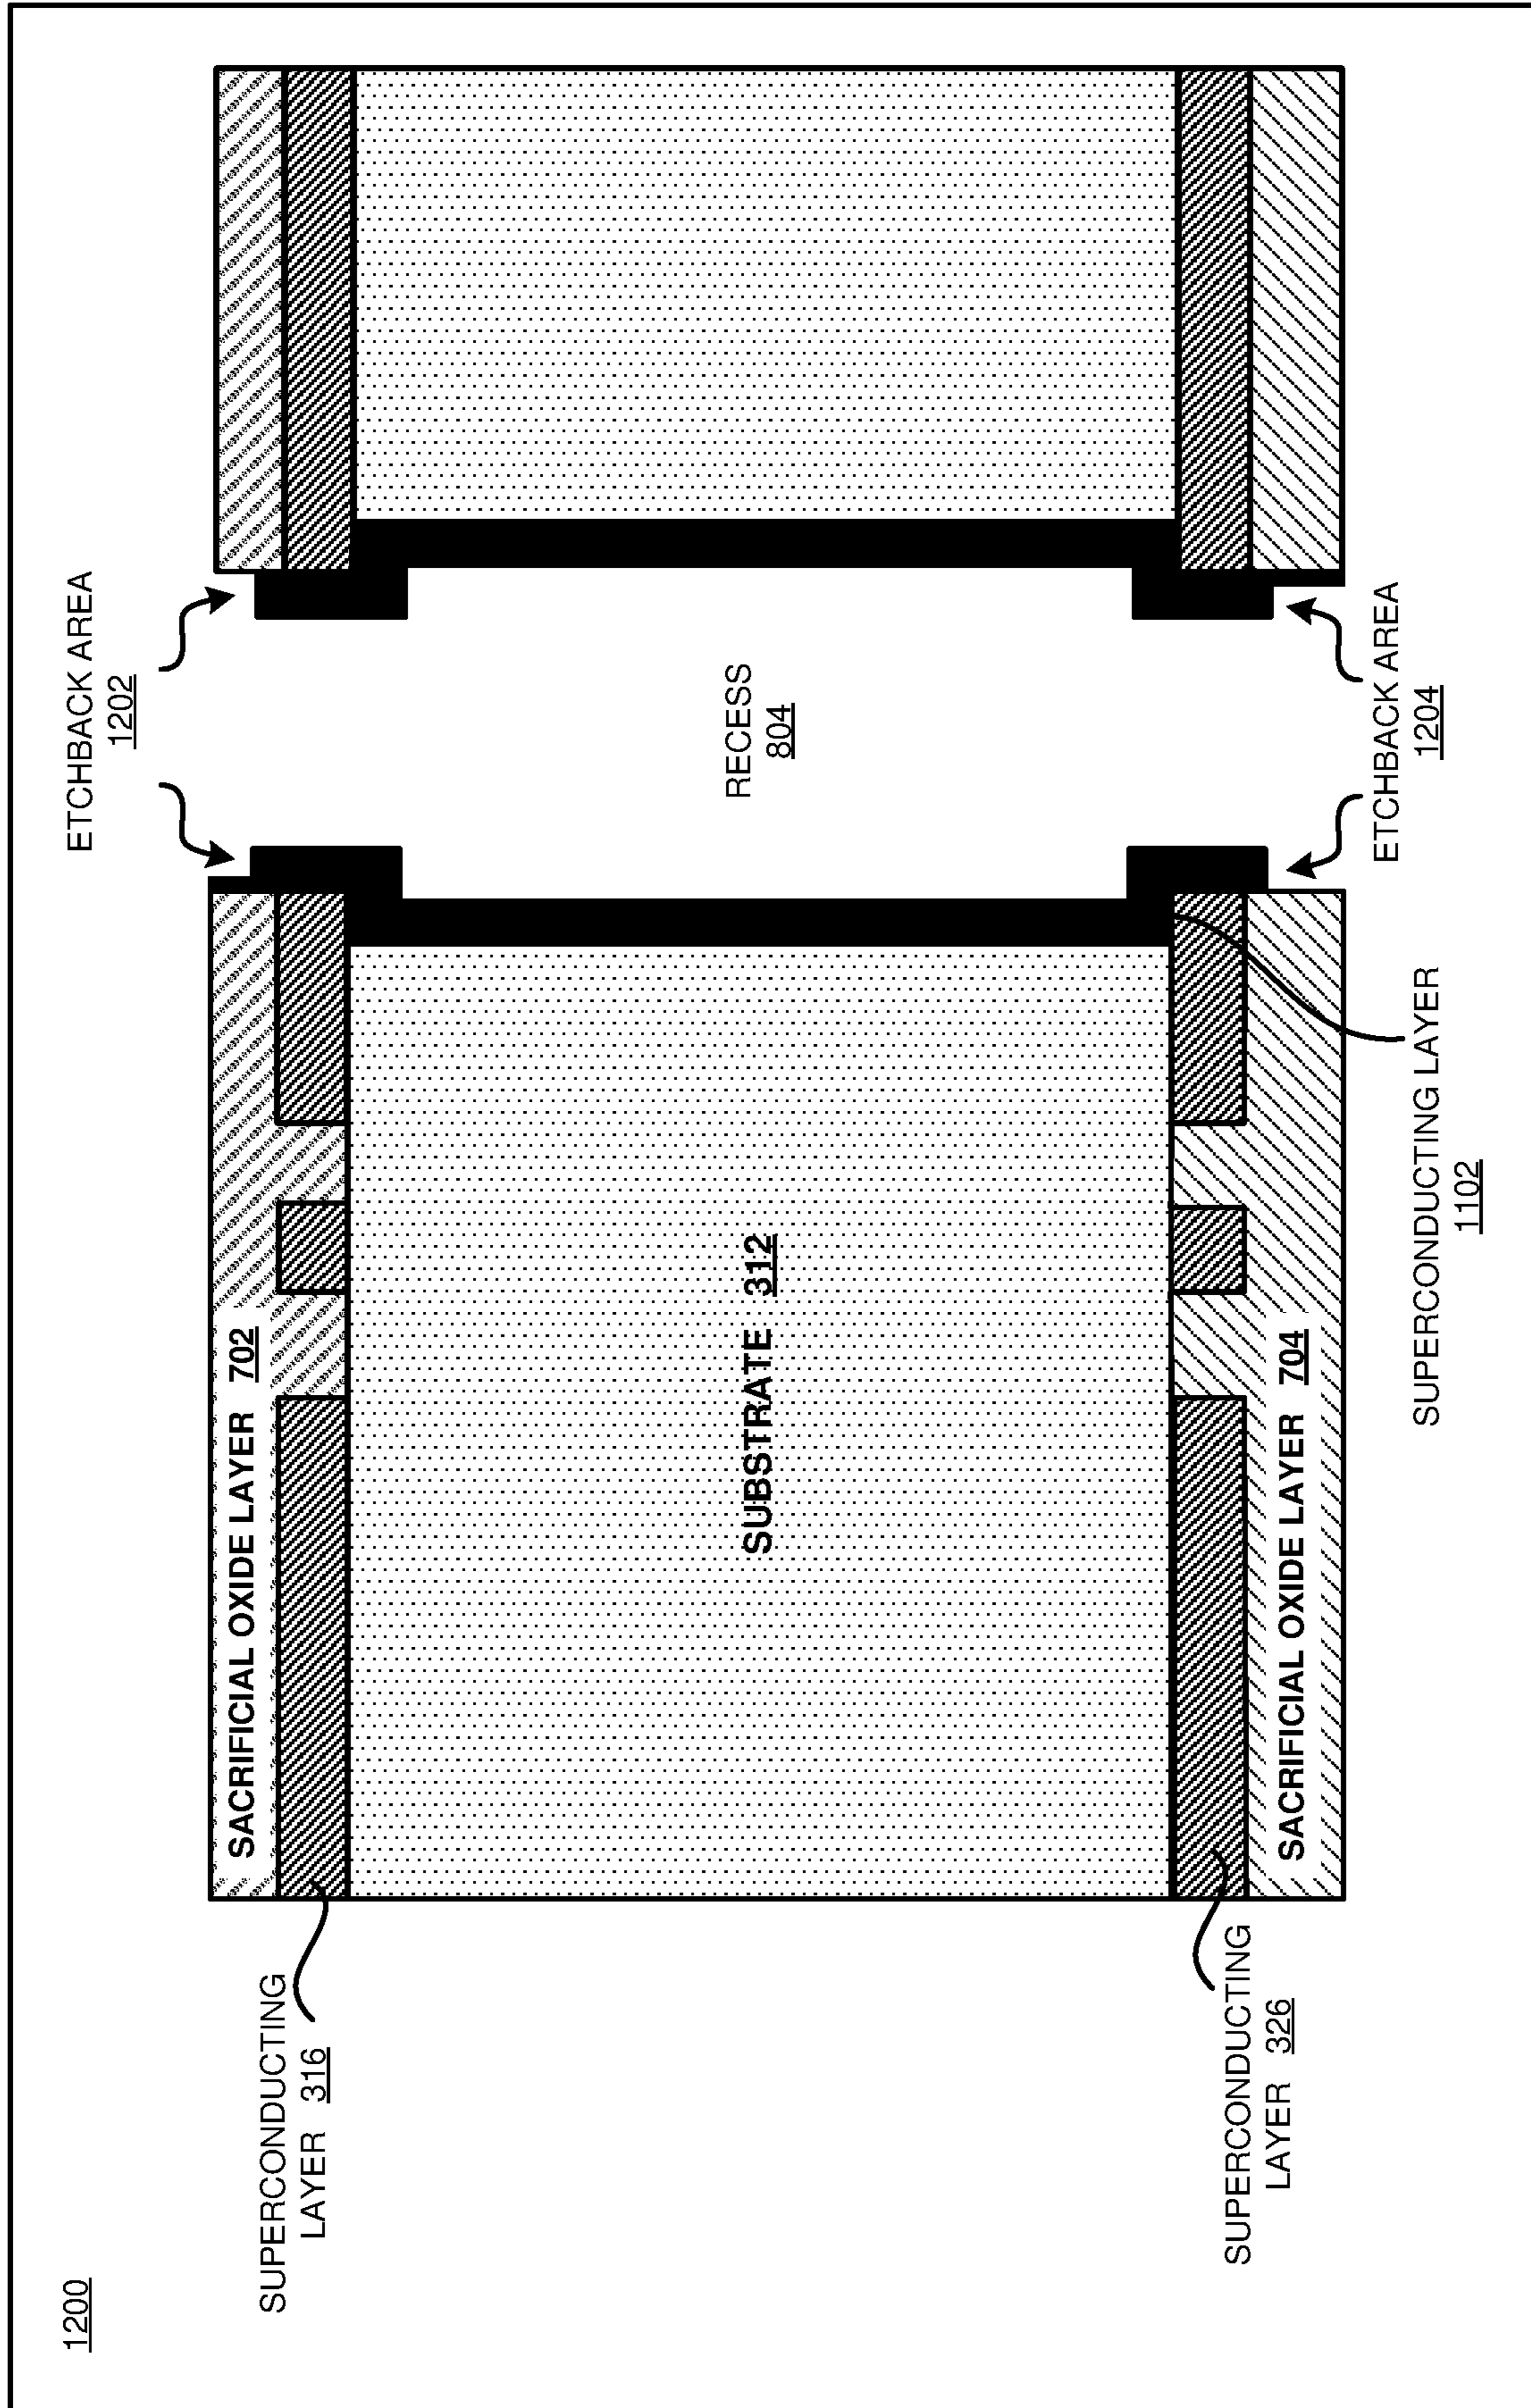 1200
ETCHBACK AREA
1202
SUPERCONDUCTING
LAYER 316
SACRIFICIAL OXIDE LAYER 702
SUBSTRATE 312
RECESS
804
SUPERCONDUCTING
LAYER 326
SACRIFICIAL OXIDE LAYER 704
ETCHBACK AREA
1204
SUPERCONDUCTING LAYER
1102